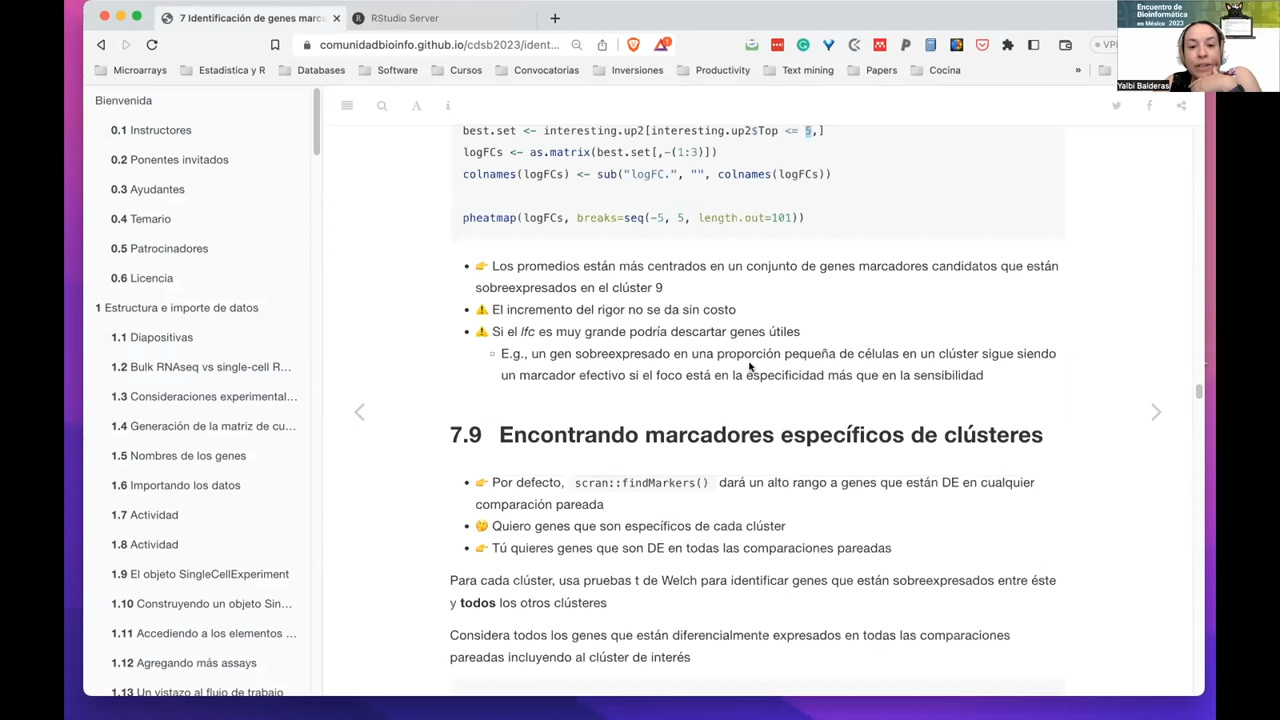 7 Identificación de genes marc
RStudio Server
comunidadbioinfo.github.io/cdsb2023/ident...
VP
Microarrays
Estadistica y R
Databases
Software
Cursos
Convocatorias
Inversiones
Productivity
Text mining
Papers
Cocina
»
Encuentro de
Bioinformática
en México 2023
Yalbi Balderas
Bienvenida
0.1 Instructores
0.2 Ponentes invitados
0.3 Ayudantes
0.4 Temario
0.5 Patrocinadores
0.6 Licencia
1 Estructura e importe de datos
1.1 Diapositivas
1.2 Bulk RNAseq vs single-cell R...
1.3 Consideraciones experimental...
1.4 Generación de la matriz de cu...
1.5 Nombres de los genes
1.6 Importando los datos
1.7 Actividad
1.8 Actividad
1.9 El objeto SingleCellExperiment
1.10 Construyendo un objeto Sin...
1.11 Accediendo a los elementos ...
1.12 Agregando más assays
1.13 Un vistazo al flujo de trabajo
best.set <- interesting.up2[interesting.up2$Top <= 5,]
logFCs <- as.matrix(best.set[,-(1:3)])
colnames(logFCs) <- sub("logFC.", "", colnames(logFCs))
pheatmap(logFCs, breaks=seq(-5, 5, length.out=101))
• 👉 Los promedios están más centrados en un conjunto de genes marcadores candidatos que están
sobreexpresados en el clúster 9
• ⚠️ El incremento del rigor no se da sin costo
• ⚠️ Si el lfc es muy grande podría descartar genes útiles
◦ E.g., un gen sobreexpresado en una proporción pequeña de células en un clúster sigue siendo
un marcador efectivo si el foco está en la especificidad más que en la sensibilidad
7.9 Encontrando marcadores específicos de clústeres
• 👉 Por defecto, scran::findMarkers() dará un alto rango a genes que están DE en cualquier
comparación pareada
• 🤔 Quiero genes que son específicos de cada clúster
• 👉 Tú quieres genes que son DE en todas las comparaciones pareadas
Para cada clúster, usa pruebas t de Welch para identificar genes que están sobreexpresados entre éste
y todos los otros clústeres
Considera todos los genes que están diferencialmente expresados en todas las comparaciones
pareadas incluyendo al clúster de interés